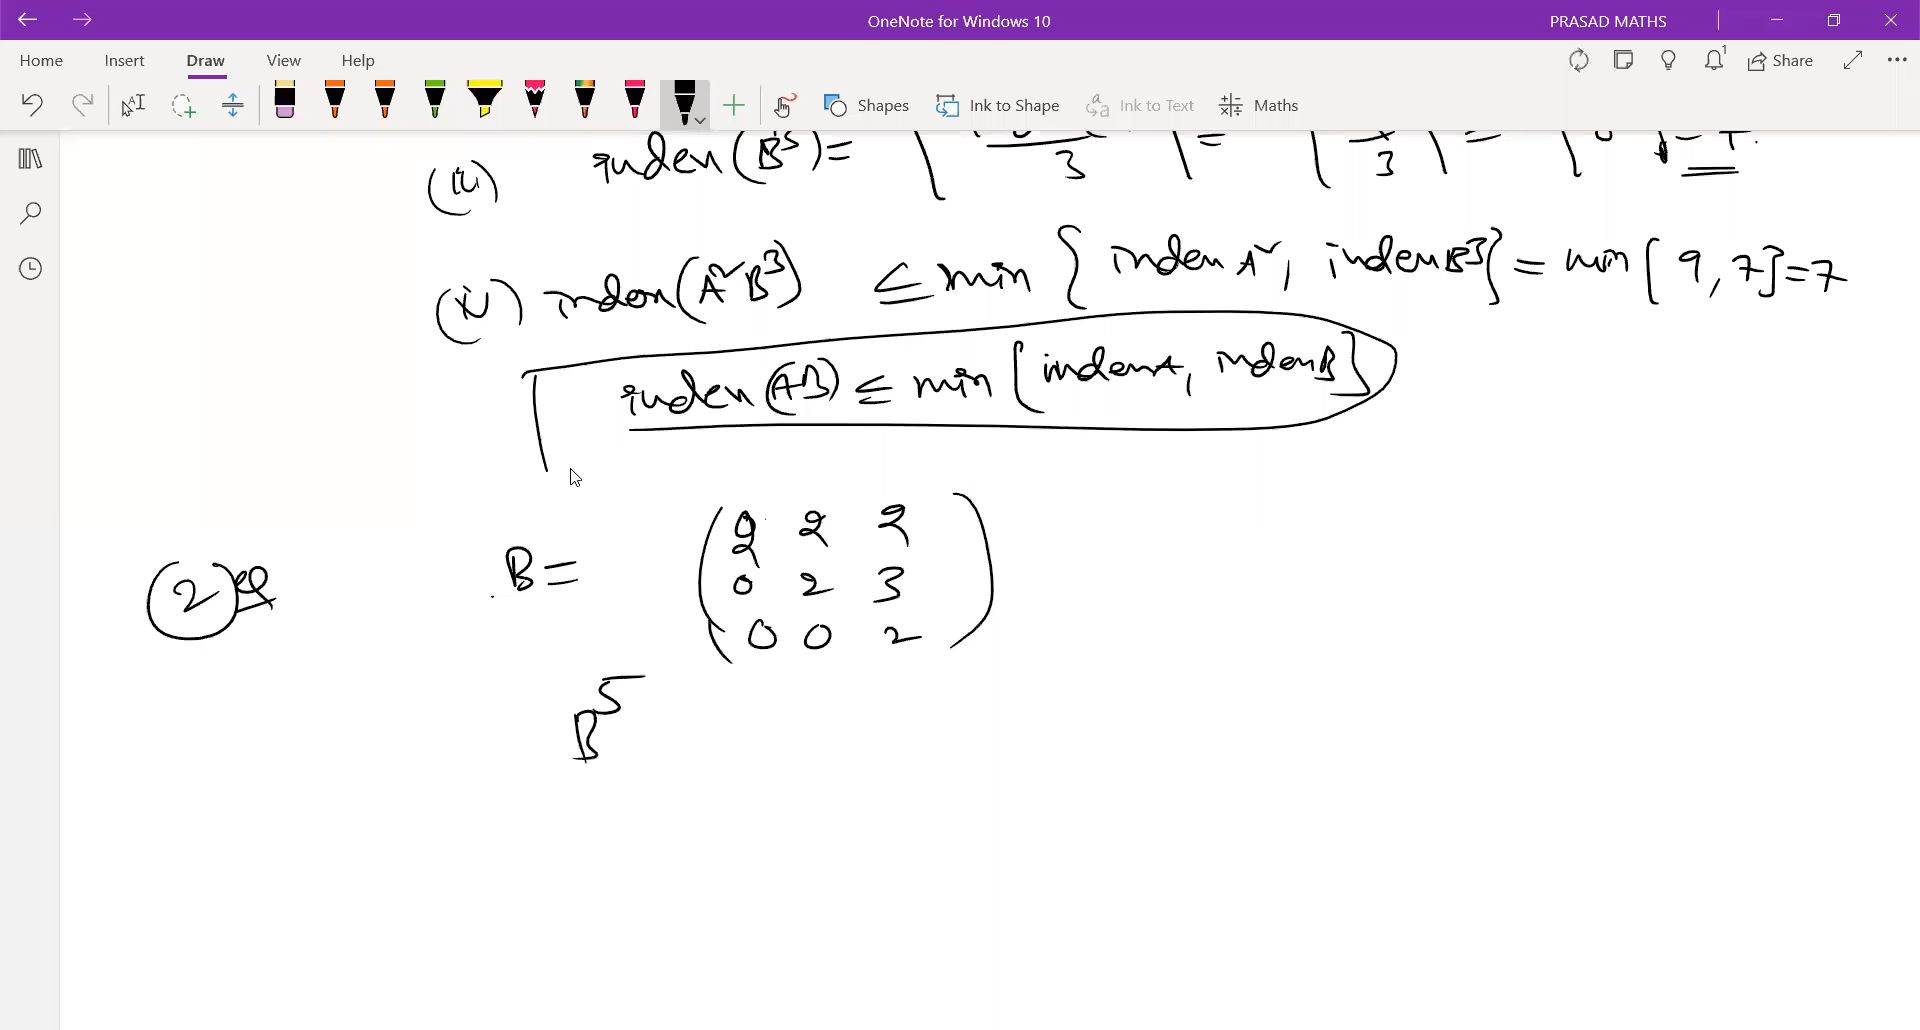 OneNote for Windows 10 PRASAD MATHS
Home Insert Draw View Help Share
Shapes Ink to Shape Ink to Text Maths
index(B³)= 3 = 3 =
(iv) index(A²B³) ≤ min { index A², index B³} = min [ 9, 7] = 7
index(AB) ≤ min [index A, index B]
2 2 2
(2) B = 0 2 3
0 0 2
B⁵